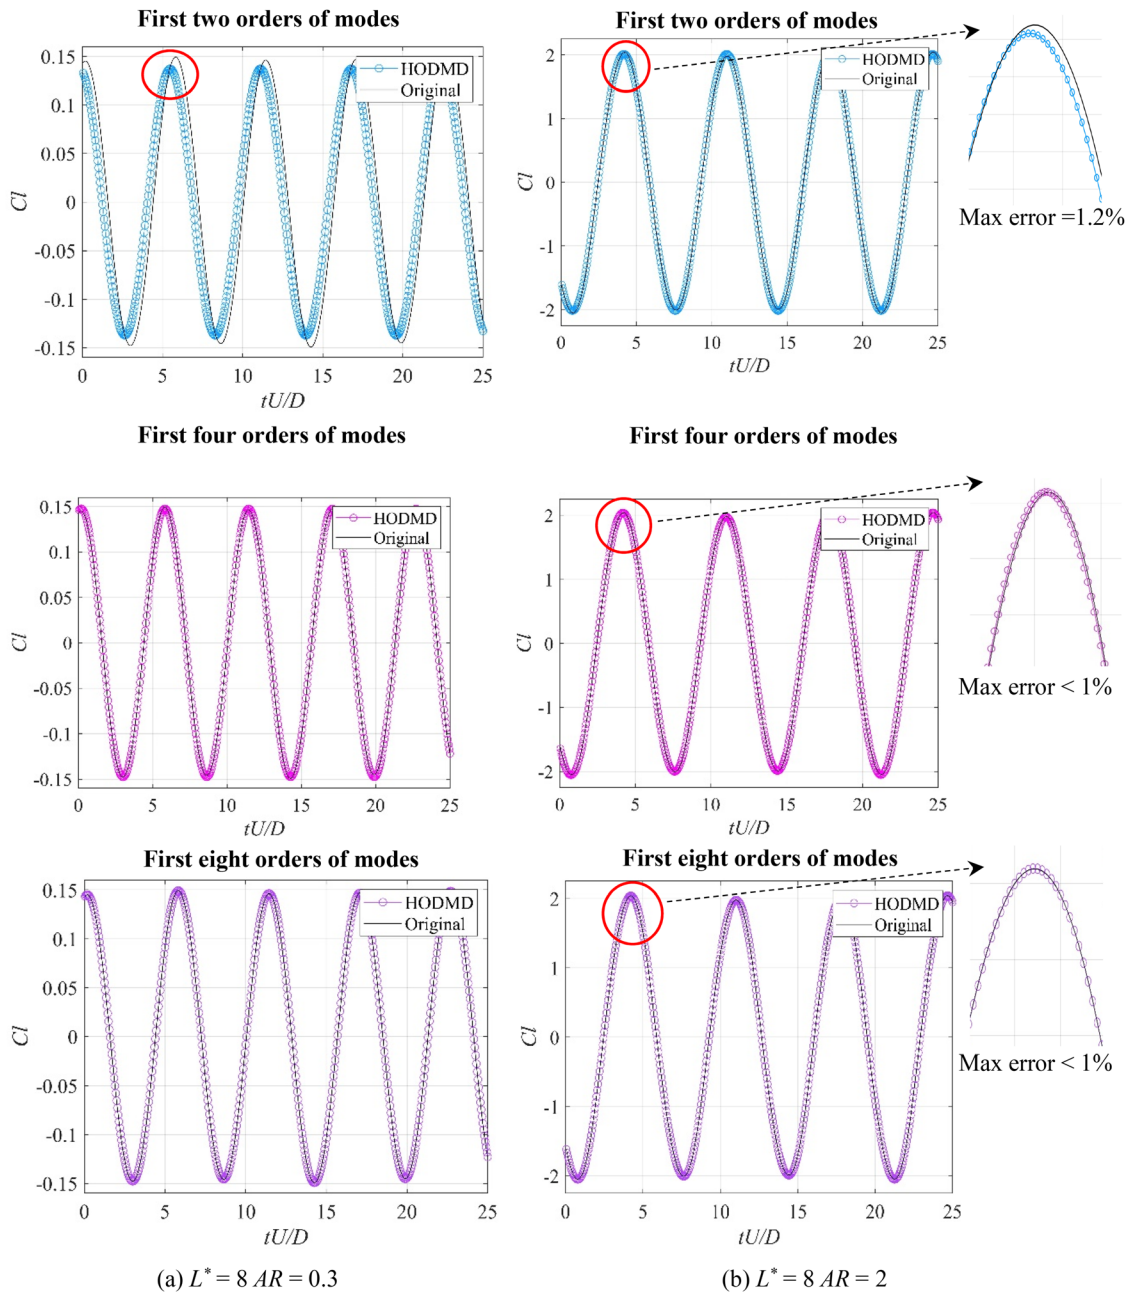 First two orders of modes
0.15
0.1
0.05
0
-0.05
-0.1
-0.15
Cl
HODMD
Original
0 5 10 15 20 25
tU/D
First two orders of modes
2
1
0
-1
-2
Cl
HODMD
Original
0 5 10 15 20 25
tU/D
Max error =1.2%
First four orders of modes
0.15
0.1
0.05
0
-0.05
-0.1
-0.15
Cl
HODMD
Original
0 5 10 15 20 25
tU/D
First four orders of modes
2
1
0
-1
-2
Cl
HODMD
Original
0 5 10 15 20 25
tU/D
Max error < 1%
First eight orders of modes
0.15
0.1
0.05
0
-0.05
-0.1
-0.15
Cl
HODMD
Original
0 5 10 15 20 25
tU/D
First eight orders of modes
2
1
0
-1
-2
Cl
HODMD
Original
0 5 10 15 20 25
tU/D
Max error < 1%
(a) L* = 8 AR = 0.3
(b) L* = 8 AR = 2